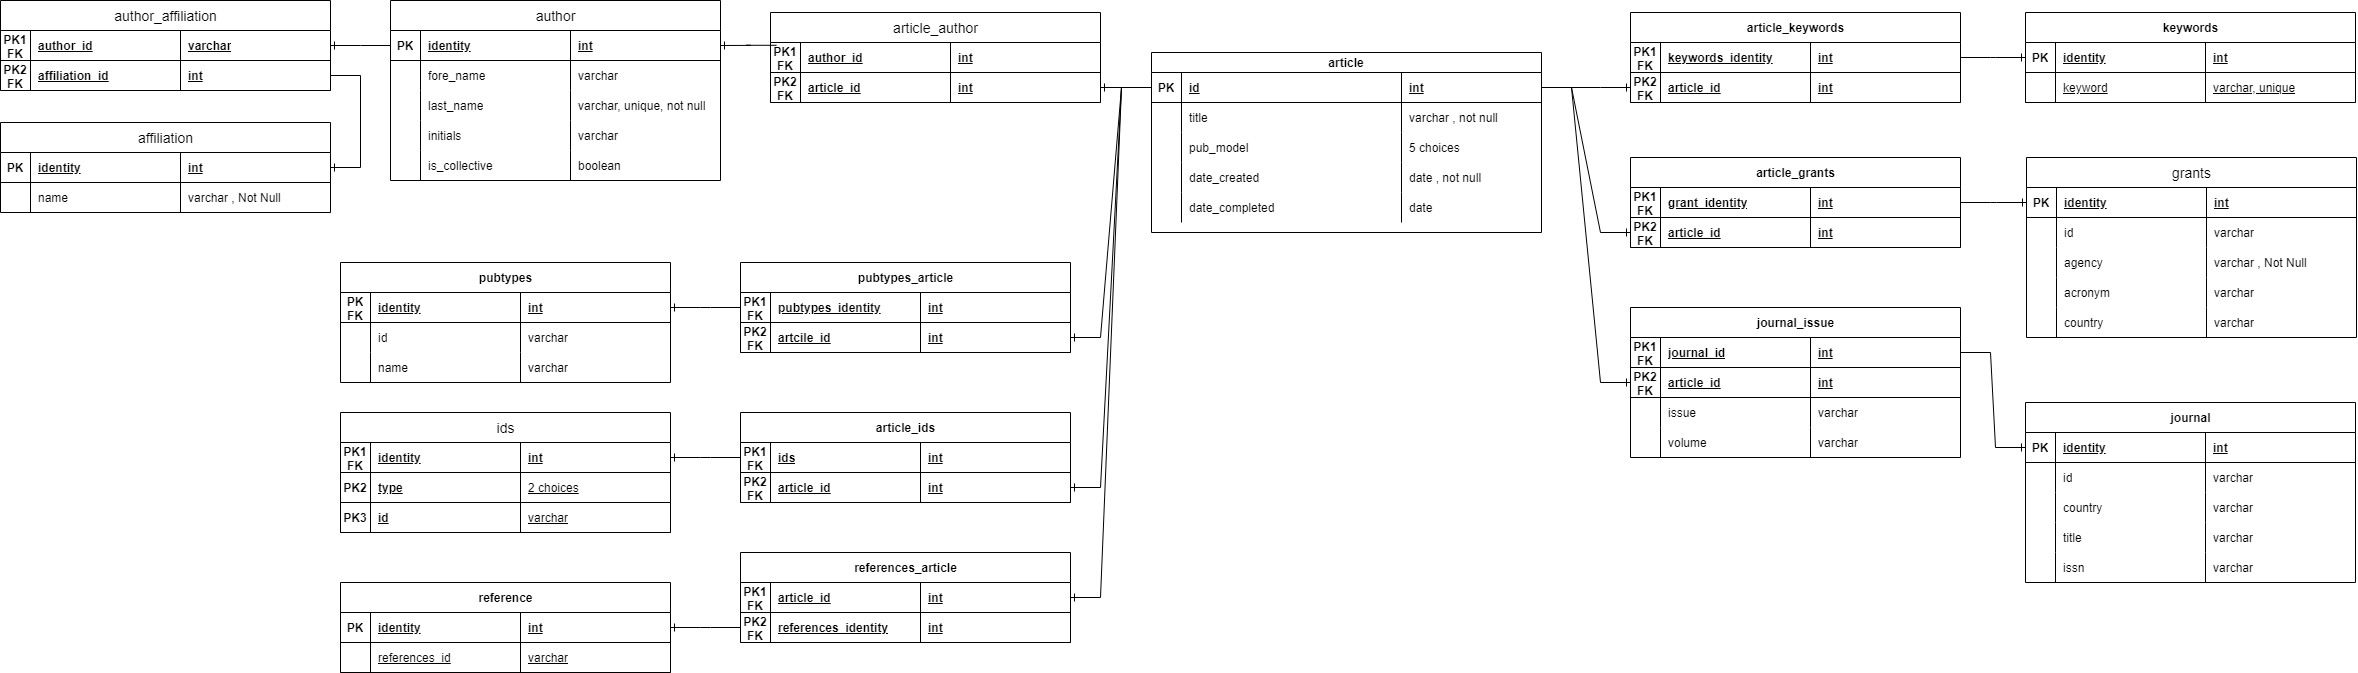 author_affiliation
PK1 FK author_id varchar
PK2 FK affiliation_id int
affiliation
PK identity int
name varchar , Not Null
author
PK identity int
fore_name varchar
last_name varchar, unique, not null
initials varchar
is_collective boolean
article_author
PK1 FK author_id int
PK2 FK article_id int
article
PK id int
title varchar , not null
pub_model 5 choices
date_created date , not null
date_completed date
article_keywords
PK1 FK keywords_identity int
PK2 FK article_id int
keywords
PK identity int
keyword varchar, unique
article_grants
PK1 FK grant_identity int
PK2 FK article_id int
grants
PK identity int
id varchar
agency varchar , Not Null
acronym varchar
country varchar
pubtypes
PK FK identity int
id varchar
name varchar
pubtypes_article
PK1 FK pubtypes_identity int
PK2 FK artcile_id int
journal_issue
PK1 FK journal_id int
PK2 FK article_id int
issue varchar
volume varchar
journal
PK identity int
id varchar
country varchar
title varchar
issn varchar
ids
PK1 FK identity int
PK2 type 2 choices
PK3 id varchar
article_ids
PK1 FK ids int
PK2 FK article_id int
reference
PK identity int
references_id varchar
references_article
PK1 FK article_id int
PK2 FK references_identity int